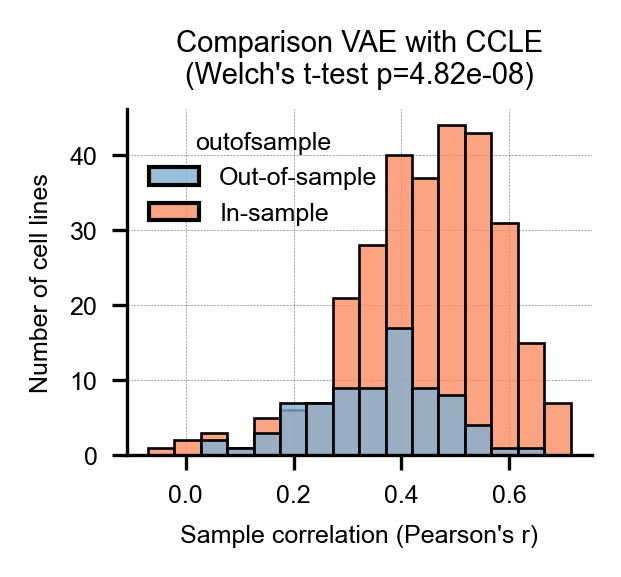 Comparison VAE with CCLE
(Welch's t-test p=4.82e-08)
outofsample
Out-of-sample
In-sample
Number of cell lines
40
30
20
10
0
0.0
0.2
0.4
0.6
Sample correlation (Pearson's r)